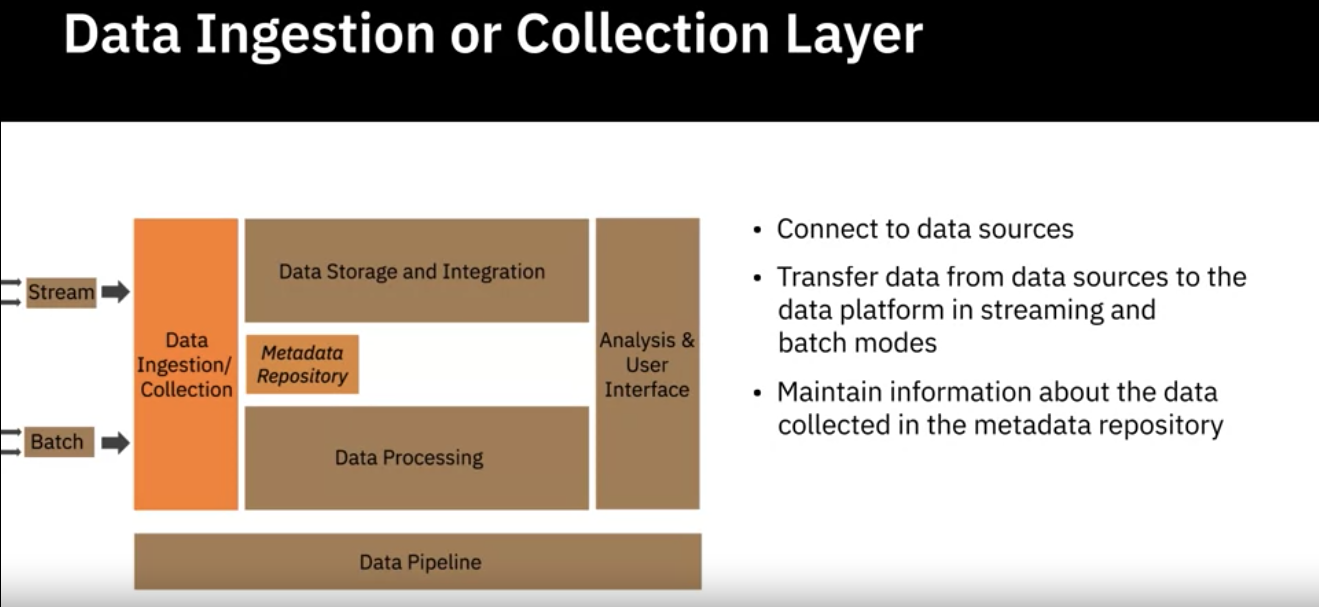 Data Ingestion or Collection Layer
Stream
Batch
Data
Ingestion/
Collection
Data Storage and Integration
Metadata
Repository
Data Processing
Analysis &
User
Interface
Data Pipeline
• Connect to data sources
• Transfer data from data sources to the
data platform in streaming and
batch modes
• Maintain information about the data
collected in the metadata repository